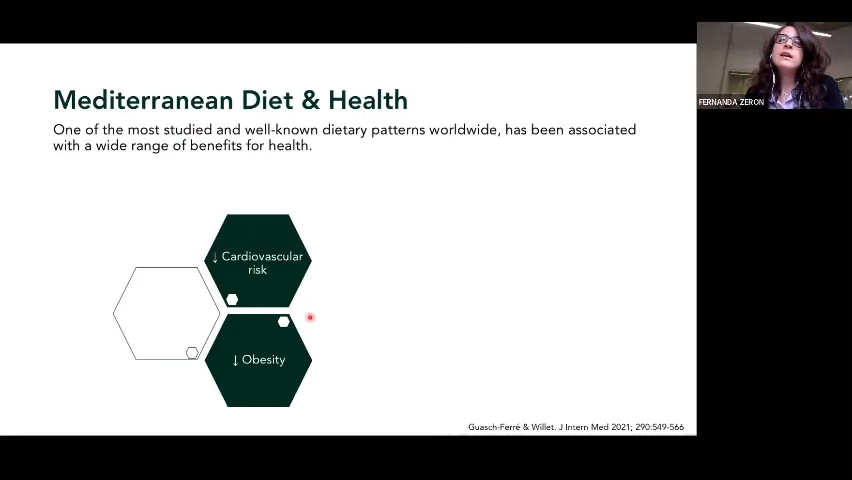 Mediterranean Diet & Health
One of the most studied and well-known dietary patterns worldwide, has been associated
with a wide range of benefits for health.
↓ Cardiovascular
risk
↓ Obesity
Guasch-Ferré & Willet. J Intern Med 2021; 290:549-566
FERNANDA ZERON